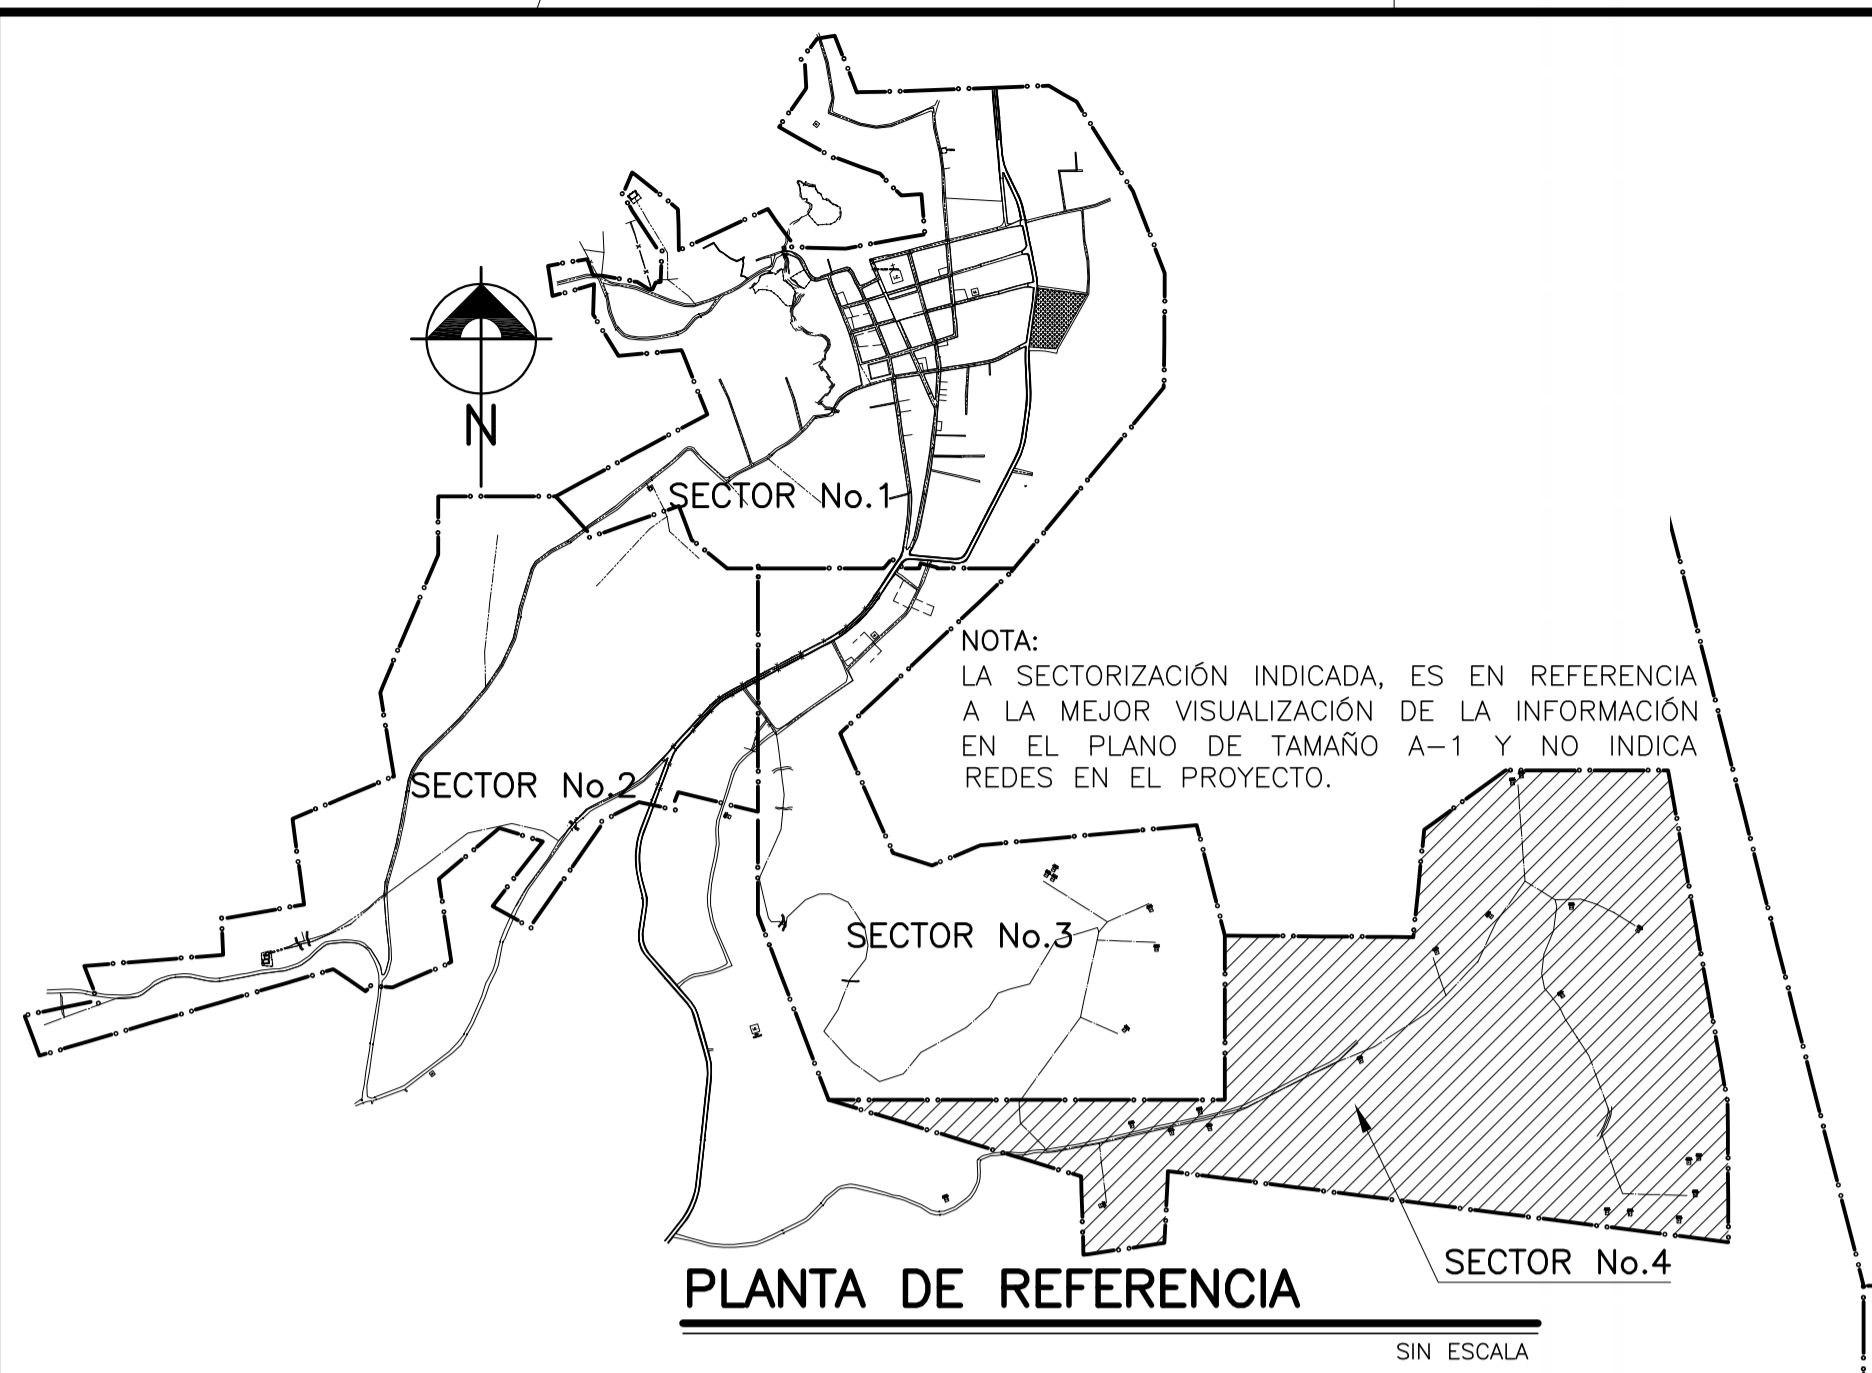 N
SECTOR No.1
NOTA:
LA SECTORIZACIÓN INDICADA, ES EN REFERENCIA
A LA MEJOR VISUALIZACIÓN DE LA INFORMACIÓN
EN EL PLANO DE TAMAÑO A-1 Y NO INDICA
REDES EN EL PROYECTO.
SECTOR No.2
SECTOR No.3
SECTOR No.4
PLANTA DE REFERENCIA
SIN ESCALA